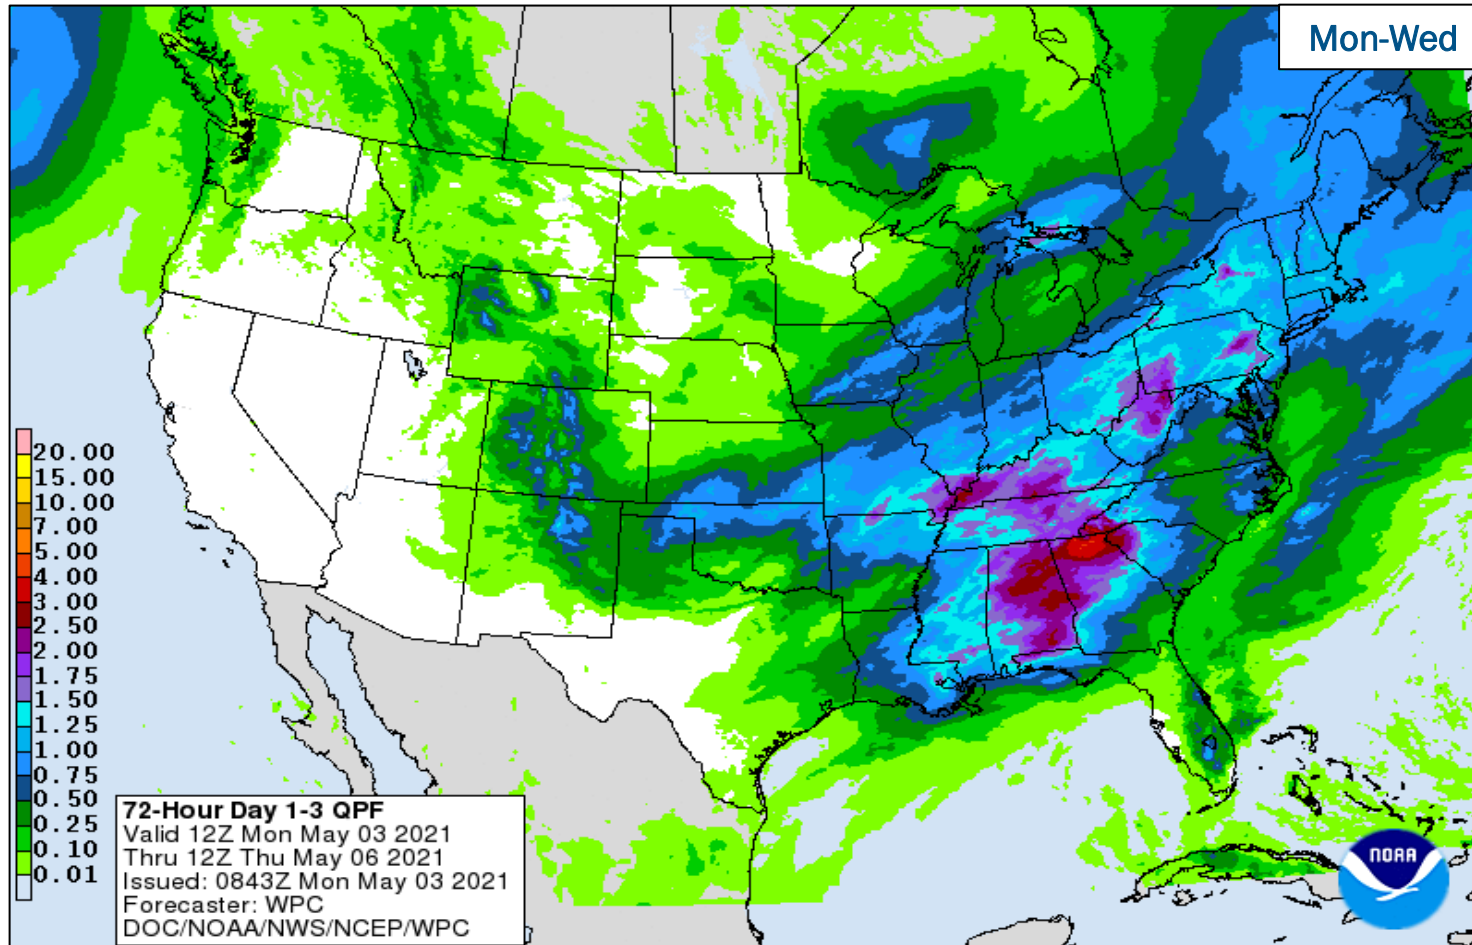 Mon-Wed
20.00
15.00
10.00
7.00
5.00
4.00
3.00
2.50
2.00
1.75
1.50
1.25
1.00
0.75
0.50
0.25
0.10
0.01
72-Hour Day 1-3 QPF
Valid 12Z Mon May 03 2021
Thru 12Z Thu May 06 2021
Issued: 0843Z Mon May 03 2021
Forecaster: WPC
DOC/NOAA/NWS/NCEP/WPC
NOAA